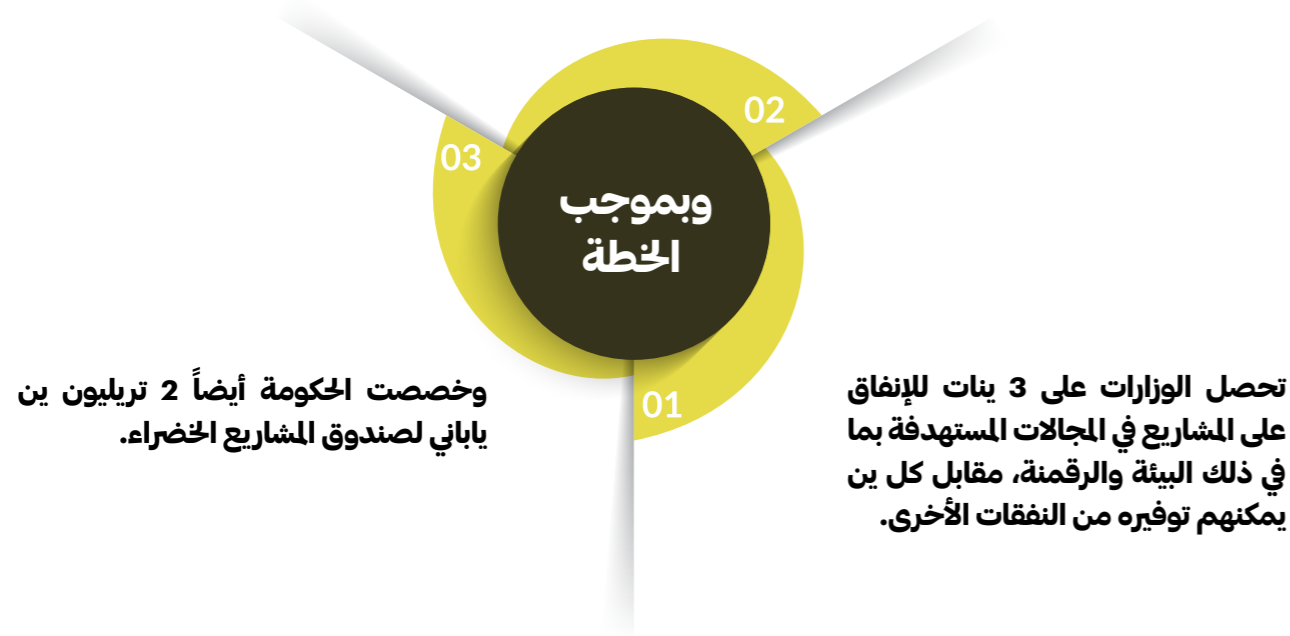 02
03
وبموجب
الخطة
01
تحصل الوزارات على 3 ينات للإنفاق
على المشاريع في المجالات المستهدفة بما
في ذلك البيئة والرقمنة، مقابل كل ين
يمكنهم توفيره من النفقات الأخرى.
وخصصت الحكومة أيضاً 2 تريليون ين
ياباني لصندوق المشاريع الخضراء.